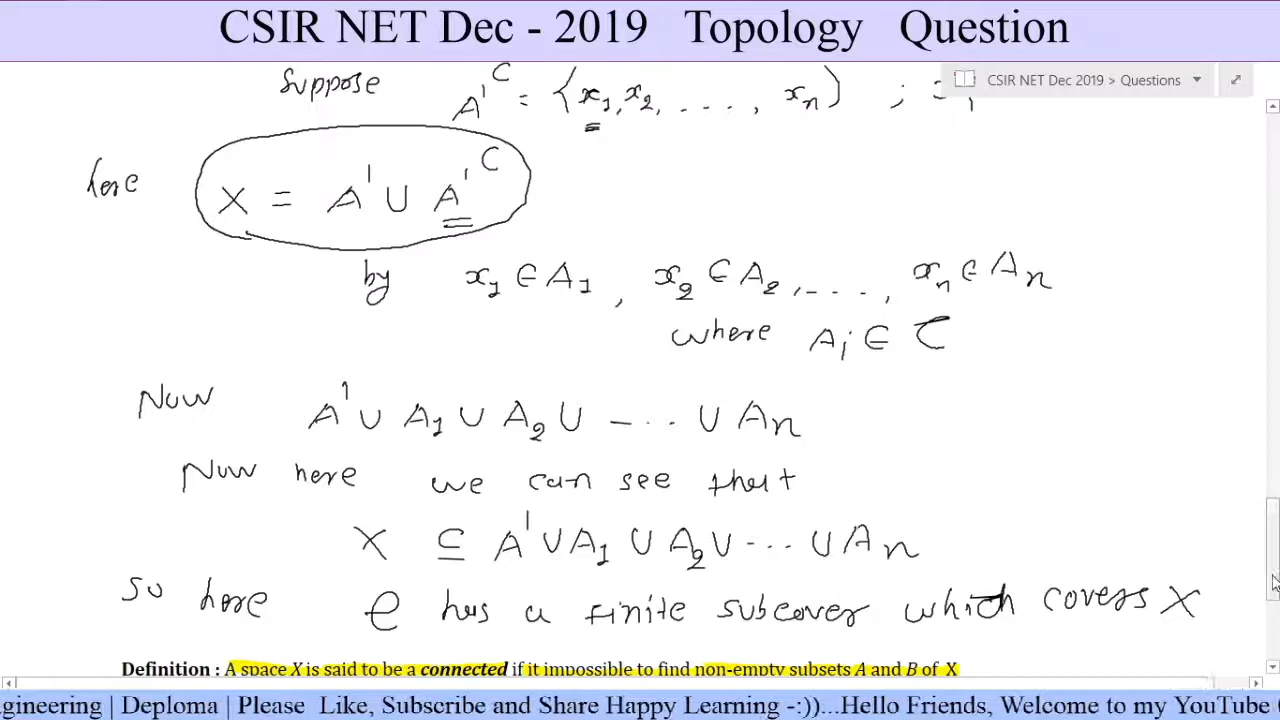 CSIR NET Dec - 2019 Topology Question
CSIR NET Dec 2019 > Questions
Suppose A'^C = {x1, x2, ....., xn} ;
here X = A' ∪ A'^C
by x1 ∈ A1, x2 ∈ A2, ....., xn ∈ An
where Ai ∈ C
Now A' ∪ A1 ∪ A2 ∪ -... ∪ An
Now here we can see that
X ⊆ A' ∪ A1 ∪ A2 ∪ ... ∪ An
So here C has a finite subcover which covers X
Definition : A space X is said to be a connected if it impossible to find non-empty subsets A and B of X
ngineering | Deploma | Please Like, Subscribe and Share Happy Learning -:))...Hello Friends, Welcome to my YouTube